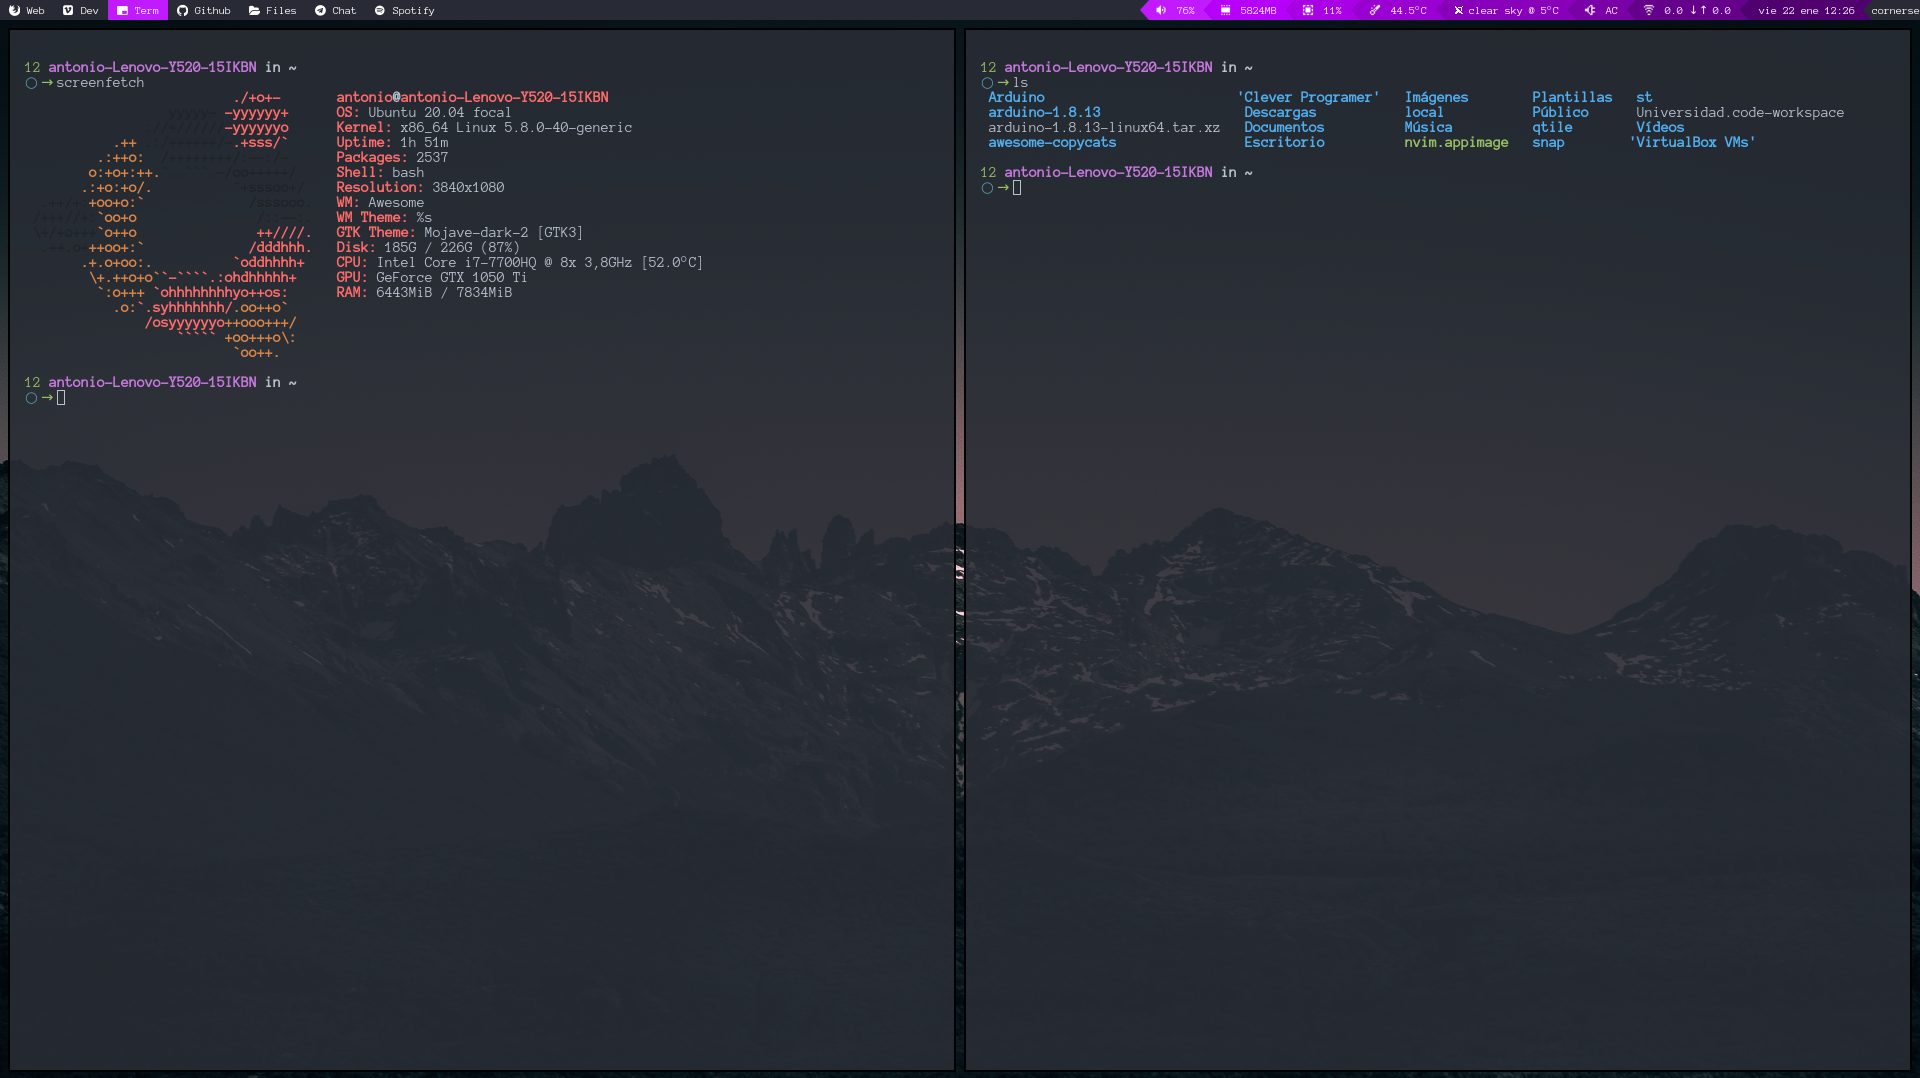 Web Dev Term Github Files Chat Spotify 76% 5824MB 11% 44.5°C clear sky @ 5°C AC 0.0 ↓↑ 0.0 vie 22 ene 12:26 cornerse
12 antonio-Lenovo-Y520-15IKBN in ~
○ → screenfetch
./+o+-
-yyyyyy+
-yyyyyyo
.++ .+sss/`
.:++o:
o:+o+:++.`
.:+o:+o/.
+oo+o:`
`oo+o
`o++o ++////.
++oo+:` /dddhhh.
.+.o+oo:. `oddhhhh+
\+.++o+o``-````.:ohdhhhhh+
`:o+++ `ohhhhhhhhyo++os:
.o:`.syhhhhhhh/.oo++o`
/osyyyyyyo++ooo+++/
````` +oo+++o\:
`oo++.
antonio@antonio-Lenovo-Y520-15IKBN
OS: Ubuntu 20.04 focal
Kernel: x86_64 Linux 5.8.0-40-generic
Uptime: 1h 51m
Packages: 2537
Shell: bash
Resolution: 3840x1080
WM: Awesome
WM Theme: %s
GTK Theme: Mojave-dark-2 [GTK3]
Disk: 185G / 226G (87%)
CPU: Intel Core i7-7700HQ @ 8x 3,8GHz [52.0°C]
GPU: GeForce GTX 1050 Ti
RAM: 6443MiB / 7834MiB
12 antonio-Lenovo-Y520-15IKBN in ~
○ →
12 antonio-Lenovo-Y520-15IKBN in ~
○ → ls
Arduino 'Clever Programer' Imágenes Plantillas st
arduino-1.8.13 Descargas local Público Universidad.code-workspace
arduino-1.8.13-linux64.tar.xz Documentos Música qtile Vídeos
awesome-copycats Escritorio nvim.appimage snap 'VirtualBox VMs'
12 antonio-Lenovo-Y520-15IKBN in ~
○ →